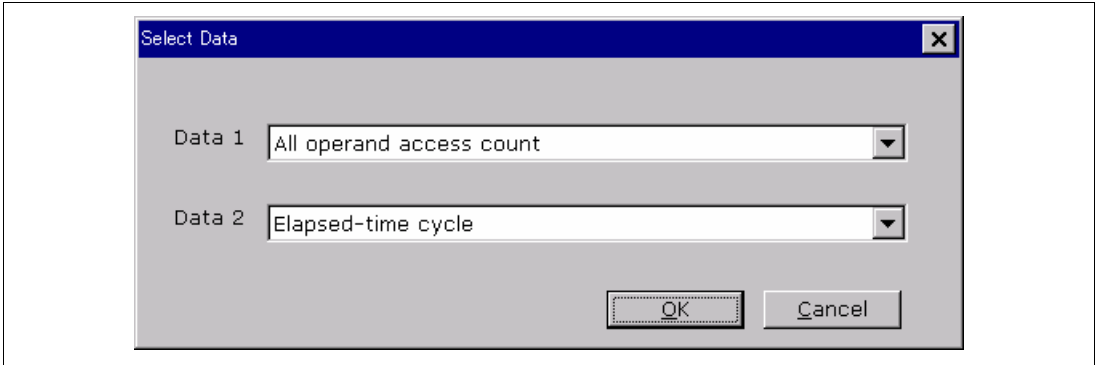 Select Data
Data 1 All operand access count
Data 2 Elapsed-time cycle
OK Cancel